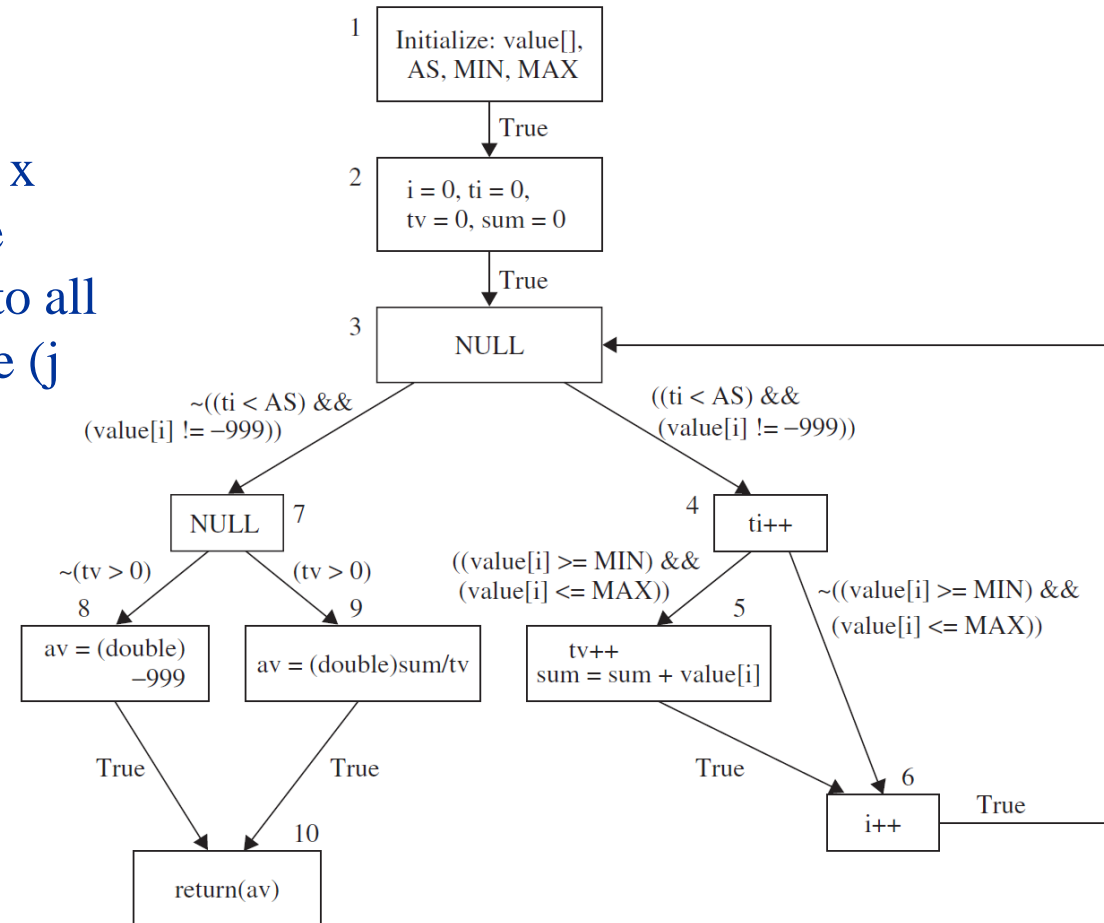 x
to all
e (j
1
Initialize: value[],
AS, MIN, MAX
True
2
i = 0, ti = 0,
tv = 0, sum = 0
True
3
NULL
~((ti < AS) &&
(value[i] != −999))
((ti < AS) &&
(value[i] != −999))
NULL
7
4
ti++
~(tv > 0)
(tv > 0)
((value[i] >= MIN) &&
(value[i] <= MAX))
~((value[i] >= MIN) &&
(value[i] <= MAX))
8
av = (double)
−999
9
av = (double)sum/tv
5
tv++
sum = sum + value[i]
True
True
True
6
i++
True
10
return(av)